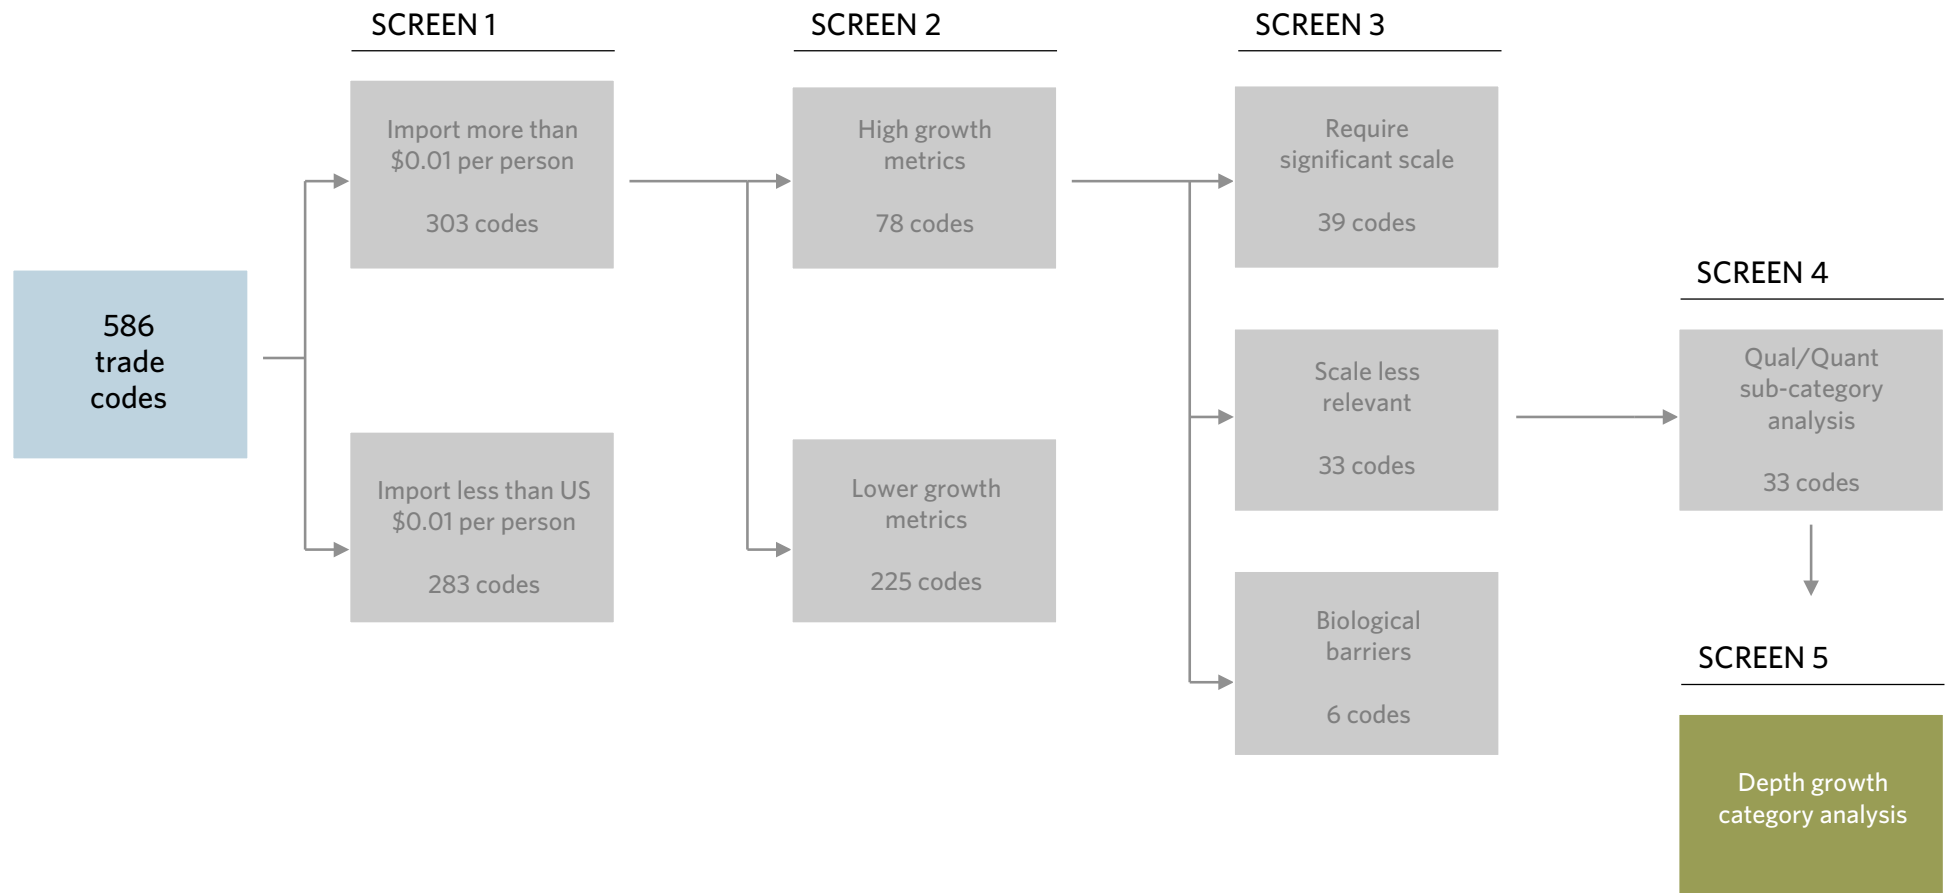 SCREEN 1
SCREEN 2
SCREEN 3
Import more than
$0.01 per person
303 codes
High growth
metrics
78 codes
Require
significant scale
39 codes
SCREEN 4
586
trade
codes
Scale less
relevant
33 codes
Qual/Quant
sub-category
analysis
33 codes
Import less than US
$0.01 per person
283 codes
Lower growth
metrics
225 codes
Biological
barriers
6 codes
SCREEN 5
Depth growth
category analysis